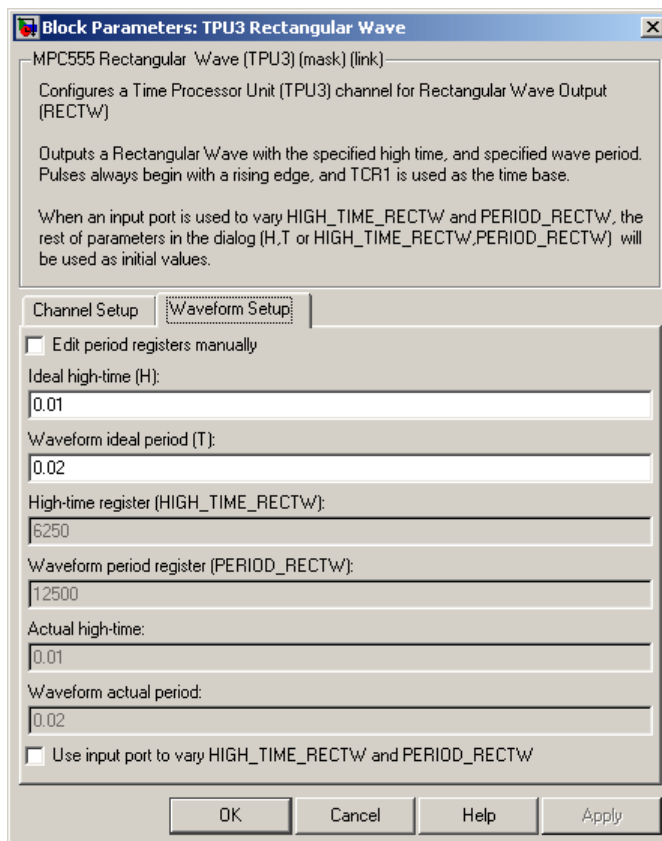 Block Parameters: TPU3 Rectangular Wave
MPC555 Rectangular Wave (TPU3) (mask) (link)
Configures a Time Processor Unit (TPU3) channel for Rectangular Wave Output
(RECTW)
Outputs a Rectangular Wave with the specified high time, and specified wave period.
Pulses always begin with a rising edge, and TCR1 is used as the time base.
When an input port is used to vary HIGH_TIME_RECTW and PERIOD_RECTW, the
rest of parameters in the dialog (H,T or HIGH_TIME_RECTW,PERIOD_RECTW) will
be used as initial values.
Channel Setup Waveform Setup
Edit period registers manually
Ideal high-time (H):
0.01
Waveform ideal period (T):
0.02
High-time register (HIGH_TIME_RECTW):
6250
Waveform period register (PERIOD_RECTW):
12500
Actual high-time:
0.01
Waveform actual period:
0.02
Use input port to vary HIGH_TIME_RECTW and PERIOD_RECTW
OK Cancel Help Apply